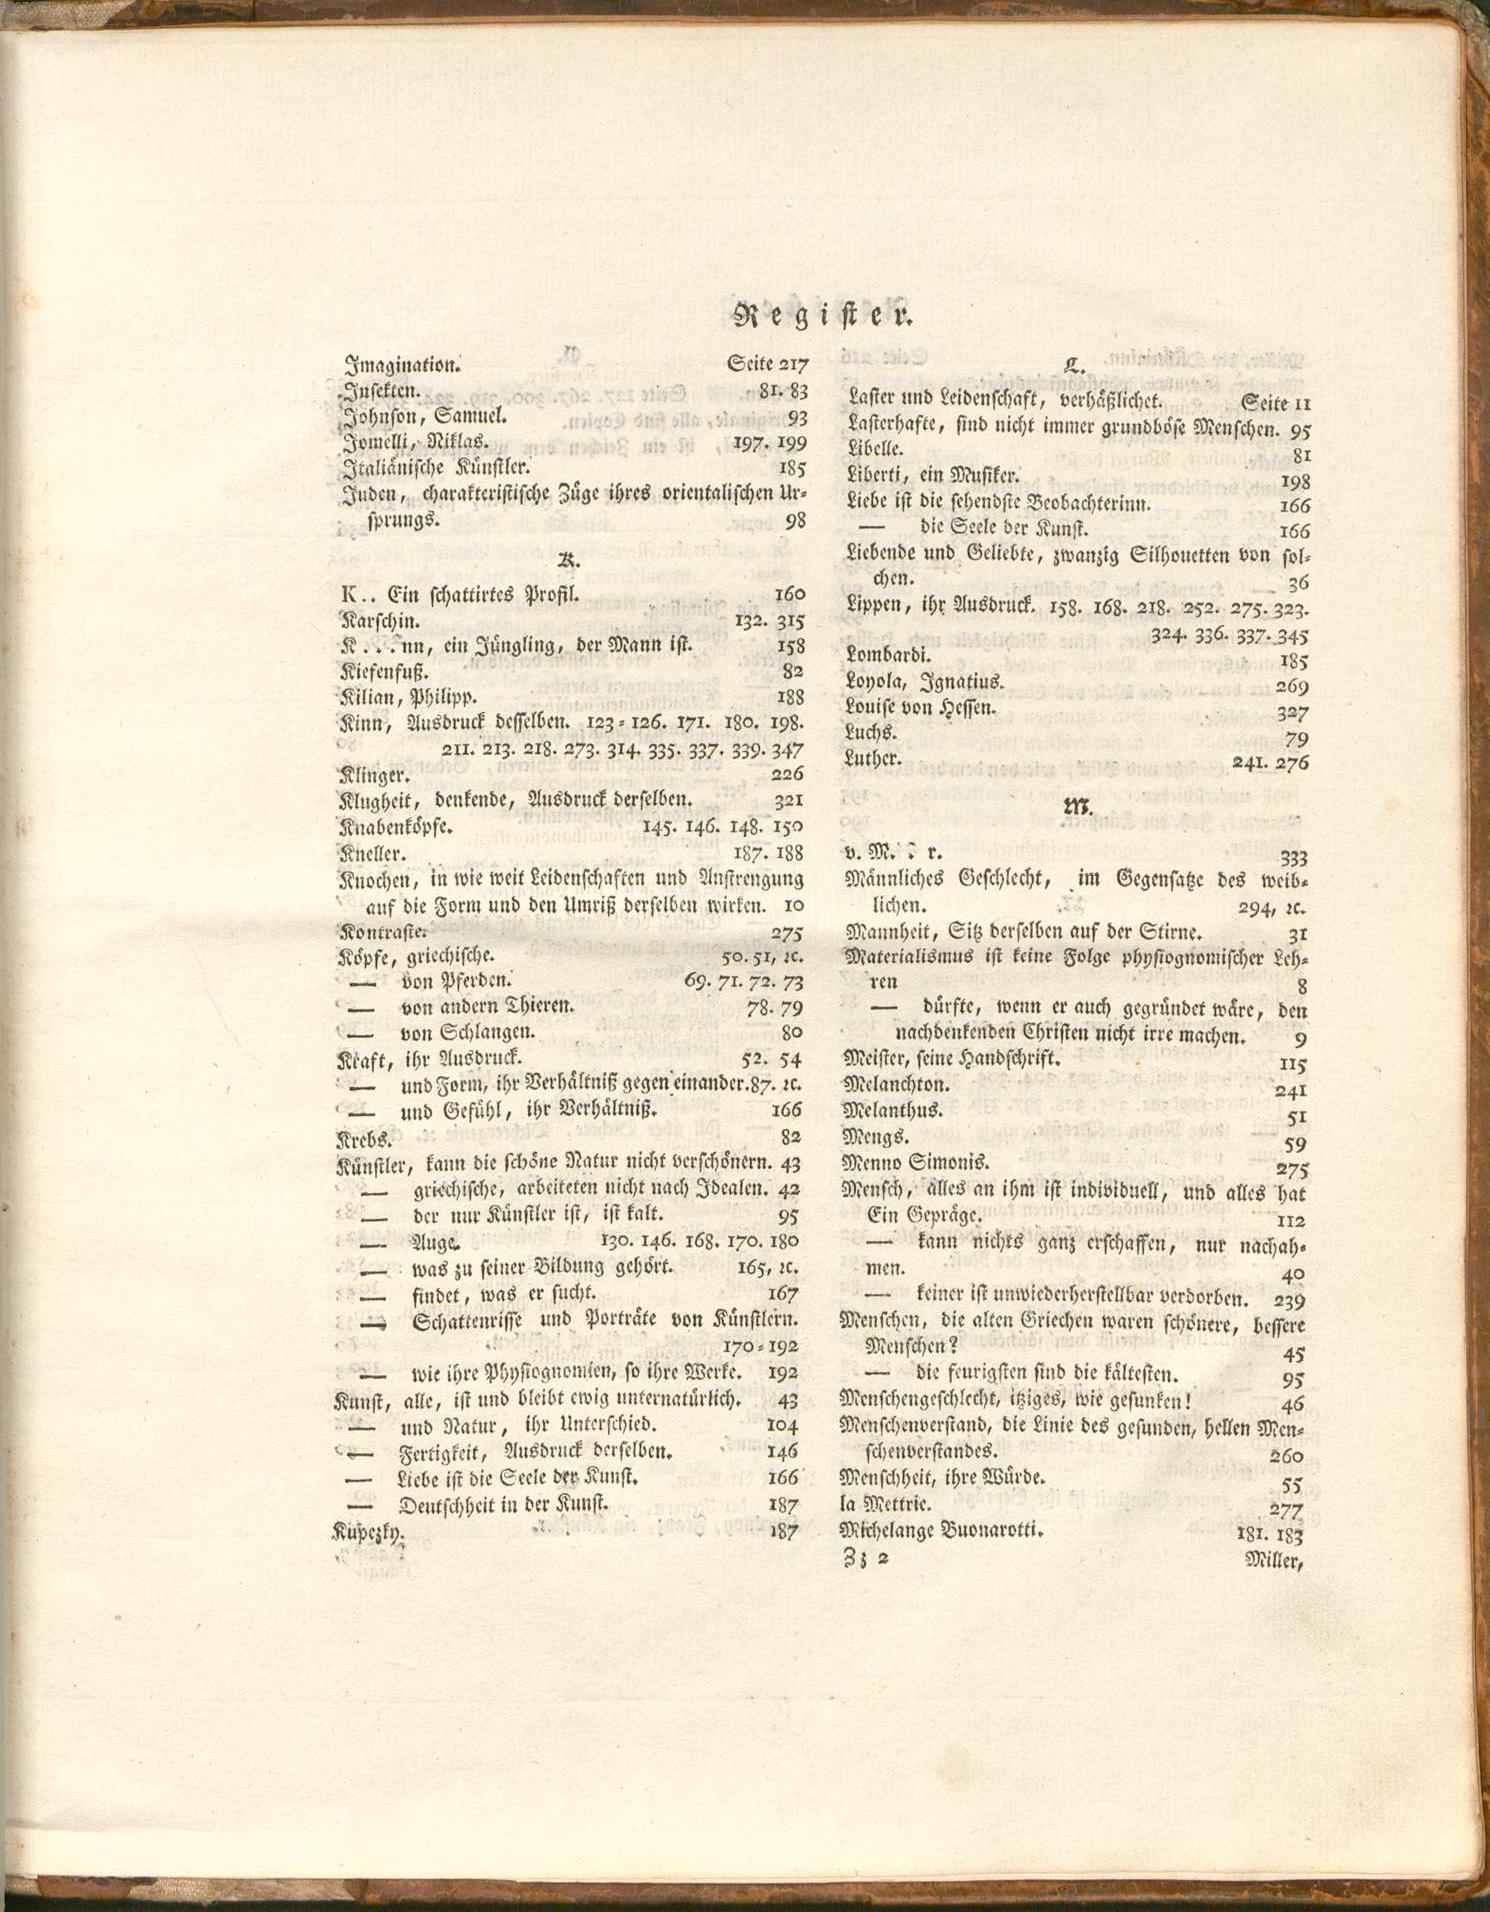 Register.
Imagination. Seite 217
Insekten. 81. 83
Johnson, Samuel. 93
Jomelli, Niklas. 197. 199
Italiänische Künstler. 185
Juden, charakteristische Züge ihres orientalischen Ur-
sprungs. 98
K.
K.. Ein schattirtes Profil. 160
Karschin. 132. 315
K...nn, ein Jüngling, der Mann ist. 158
Kiefenfuß. 82
Kilian, Philipp. 188
Kinn, Ausdruck desselben. 123-126. 171. 180. 198.
211. 213. 218. 273. 314. 335. 337. 339. 347
Klinger. 226
Klugheit, denkende, Ausdruck derselben. 321
Knabenköpfe. 145. 146. 148. 150
Kneller. 187. 188
Knochen, in wie weit Leidenschaften und Anstrengung
auf die Form und den Umriß derselben wirken. 10
Kontraste. 275
Köpfe, griechische. 50. 51, ꝛc.
— von Pferden. 69. 71. 72. 73
— von andern Thieren. 78. 79
— von Schlangen. 80
Kraft, ihr Ausdruck. 52. 54
— und Form, ihr Verhältniß gegen einander. 87. ꝛc.
— und Gefühl, ihr Verhältniß. 166
Krebs. 82
Künstler, kann die schöne Natur nicht verschönern. 43
— griechische, arbeiteten nicht nach Idealen. 42
— der nur Künstler ist, ist kalt. 95
— Auge. 130. 146. 168. 170. 180
— was zu seiner Bildung gehört. 165, ꝛc.
— findet, was er sucht. 167
— Schattenrisse und Porträte von Künstlern.
170-192
— wie ihre Physiognomien, so ihre Werke. 192
Kunst, alle, ist und bleibt ewig unternatürlich. 43
— und Natur, ihr Unterschied. 104
— Fertigkeit, Ausdruck derselben. 146
— Liebe ist die Seele der Kunst. 166
— Deutschheit in der Kunst. 187
Kupezky. 187
L.
Laster und Leidenschaft, verhäßlichet. Seite 11
Lasterhafte, sind nicht immer grundböse Menschen. 95
Libelle. 81
Liberti, ein Musiker. 198
Liebe ist die sehendste Beobachterinn. 166
— die Seele der Kunst. 166
Liebende und Geliebte, zwanzig Silhouetten von sol-
chen. 36
Lippen, ihr Ausdruck. 158. 168. 218. 252. 275. 323.
324. 336. 337. 345
Lombardi. 185
Loyola, Ignatius. 269
Louise von Hessen. 327
Luchs. 79
Luther. 241. 276
M.
v. M. . r. 333
Männliches Geschlecht, im Gegensatze des weib-
lichen. 294, ꝛc.
Mannheit, Sitz derselben auf der Stirne. 31
Materialismus ist keine Folge physiognomischer Leh-
ren 8
— dürfte, wenn er auch gegründet wäre, den
nachdenkenden Christen nicht irre machen. 9
Meister, seine Handschrift. 115
Melanchton. 241
Melanthus. 51
Mengs. 59
Menno Simonis. 275
Mensch, alles an ihm ist individuell, und alles hat
Ein Gepräge. 112
— kann nichts ganz erschaffen, nur nachah-
men. 40
— keiner ist unwiederherstellbar verdorben. 239
Menschen, die alten Griechen waren schönere, bessere
Menschen? 45
— die feurigsten sind die kältesten. 95
Menschengeschlecht, itziges, wie gesunken! 46
Menschenverstand, die Linie des gesunden, hellen Men-
schenverstandes. 260
Menschheit, ihre Würde. 55
la Mettrie. 277
Michelange Buonarotti. 181. 183
Zz 2 Miller,